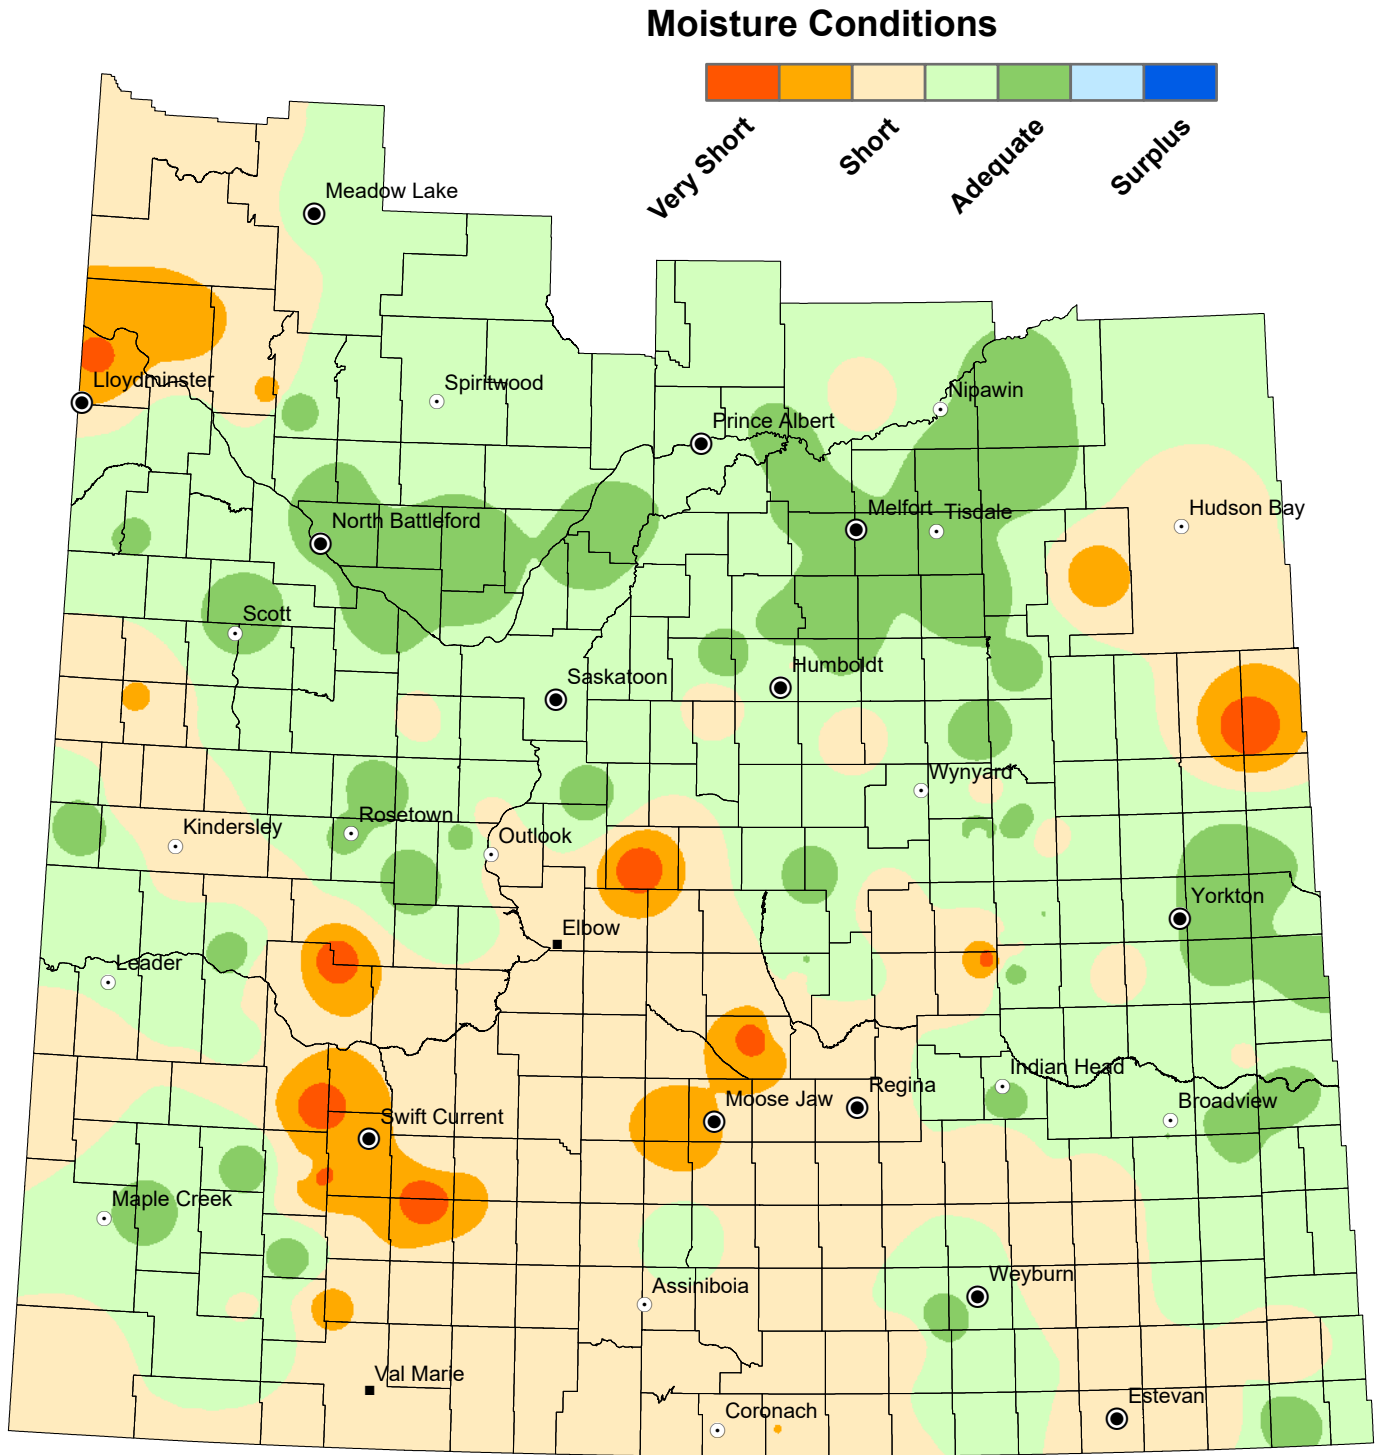 Moisture Conditions
Very Short
Short
Adequate
Surplus
Meadow Lake
Lloydminster
Spiritwood
Nipawin
Prince Albert
Hudson Bay
Melfort
Tisdale
North Battleford
Scott
Humboldt
Saskatoon
Wynyard
Rosetown
Kindersley
Outlook
Yorkton
Elbow
Leader
Indian Head
Regina
Moose Jaw
Broadview
Swift Current
Maple Creek
Weyburn
Assiniboia
Val Marie
Estevan
Coronach